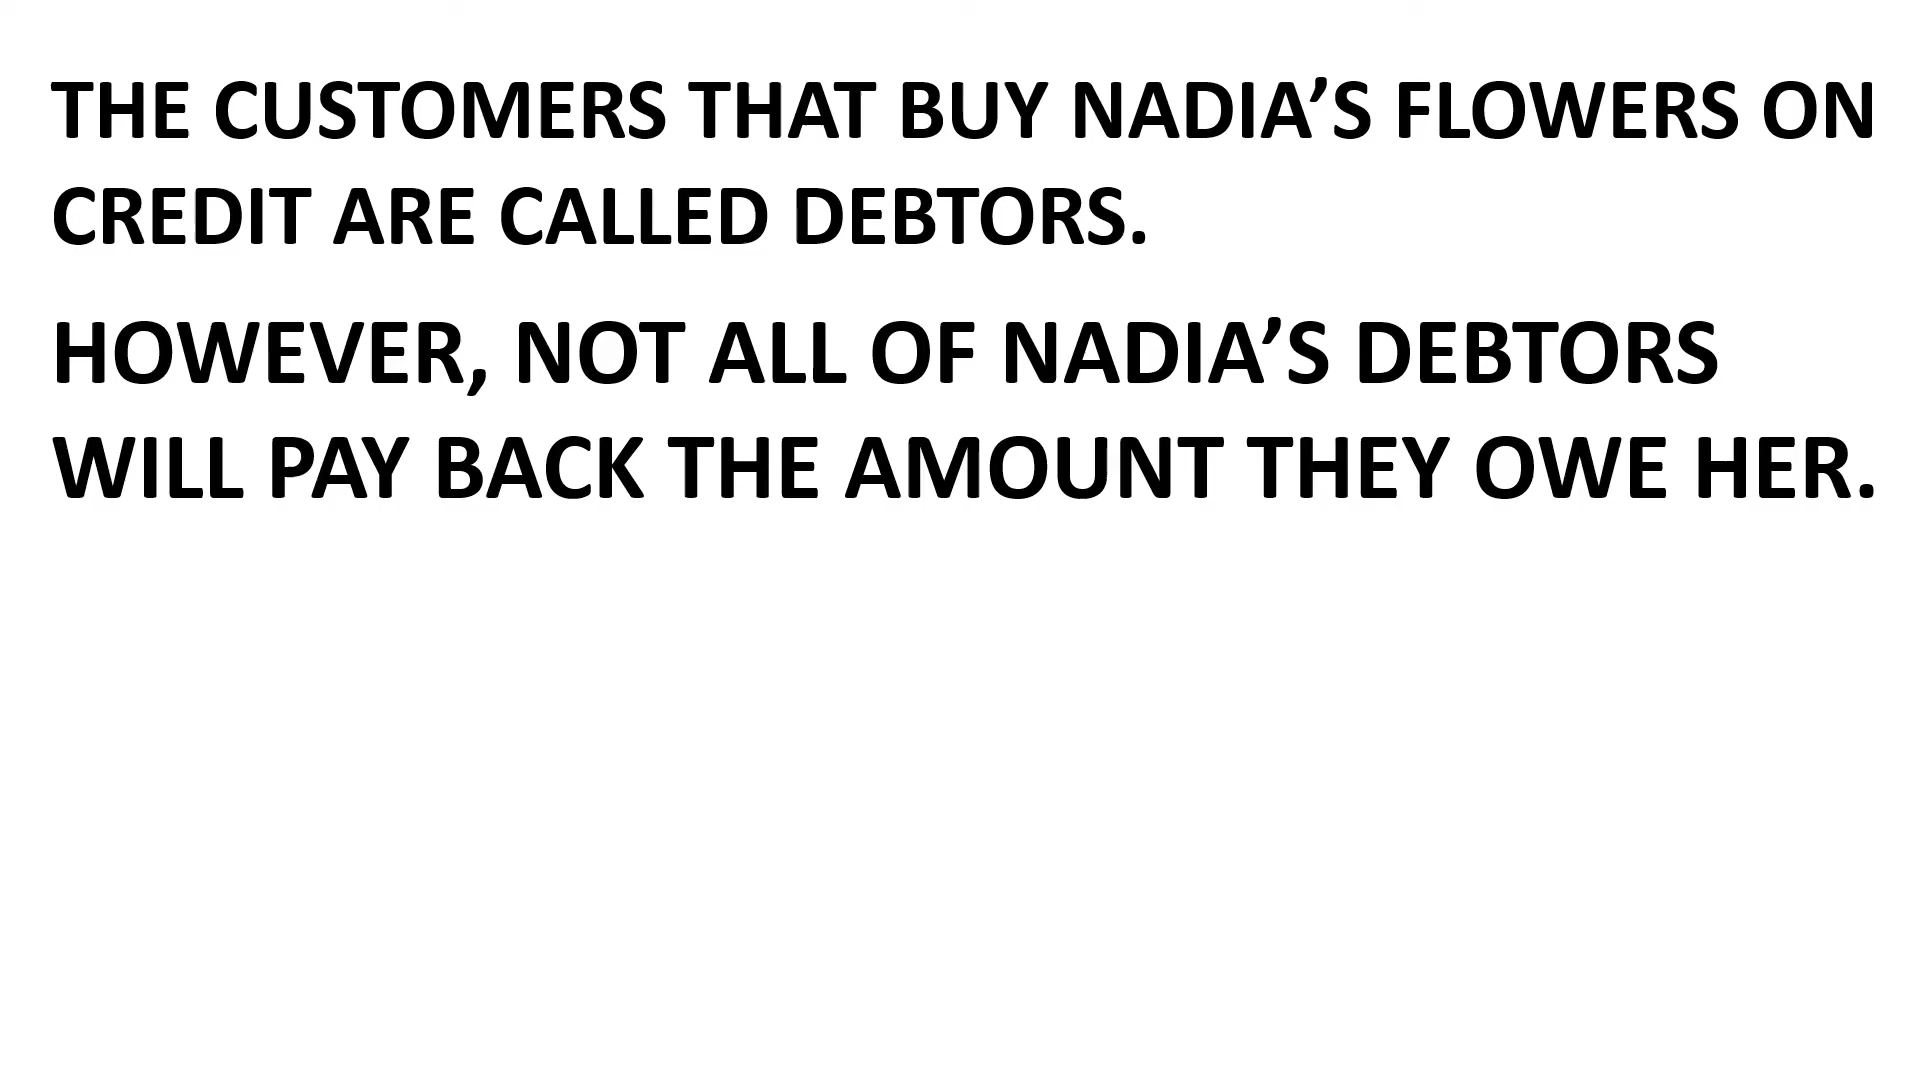 THE CUSTOMERS THAT BUY NADIA’S FLOWERS ON
CREDIT ARE CALLED DEBTORS.
HOWEVER, NOT ALL OF NADIA’S DEBTORS
WILL PAY BACK THE AMOUNT THEY OWE HER.